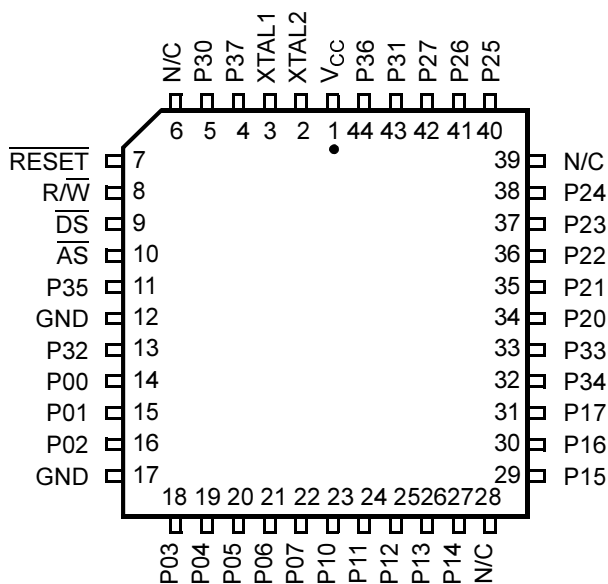 N/C P30 P37 XTAL1 XTAL2 VCC P36 P31 P27 P26 P25
6 5 4 3 2 1 44 43 42 41 40
RESET 7 39 N/C
R/W 8 38 P24
DS 9 37 P23
AS 10 36 P22
P35 11 35 P21
GND 12 34 P20
P32 13 33 P33
P00 14 32 P34
P01 15 31 P17
P02 16 30 P16
GND 17 29 P15
18 19 20 21 22 23 24 25 26 27 28
P03 P04 P05 P06 P07 P10 P11 P12 P13 P14 N/C